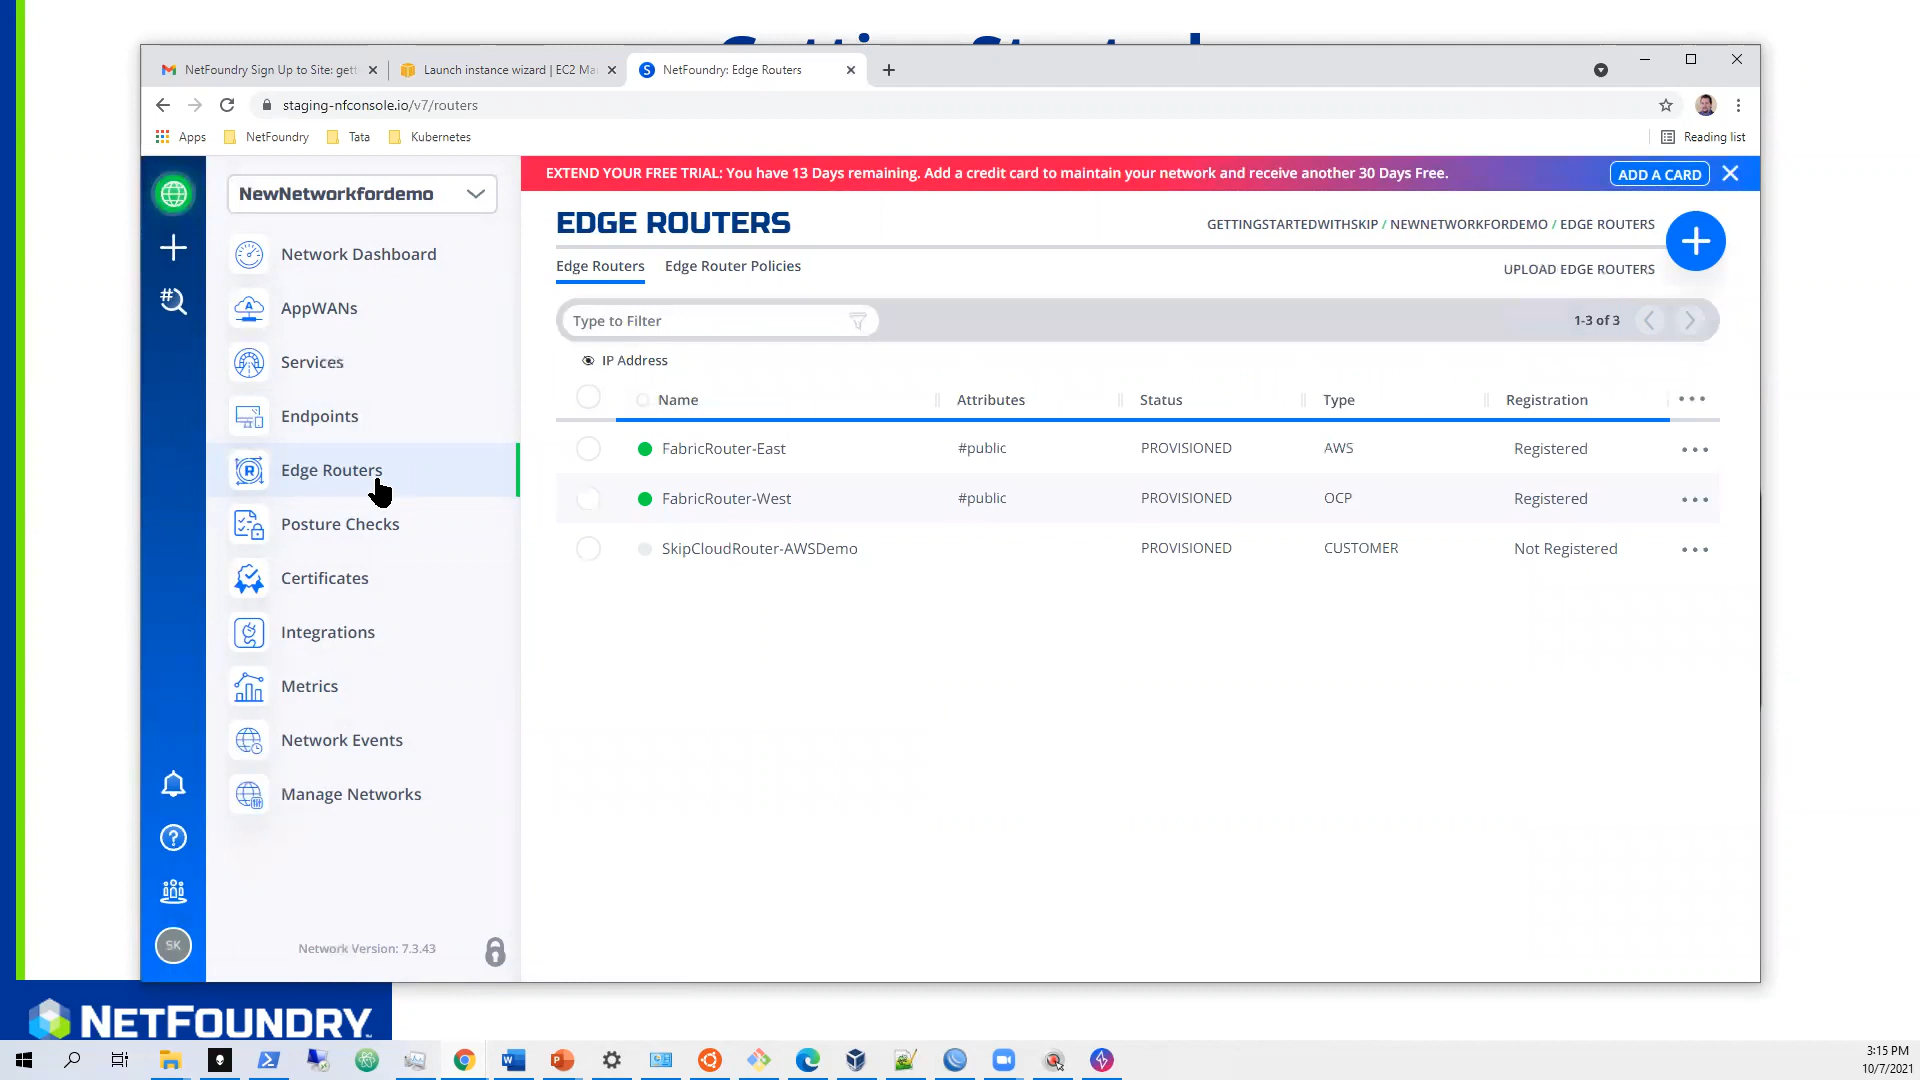 Getting Started
NetFoundry Sign Up to Site: gett
Launch instance wizard | EC2 Ma
NetFoundry: Edge Routers
staging-nfconsole.io/v7/routers
Apps
NetFoundry
Tata
Kubernetes
Reading list
EXTEND YOUR FREE TRIAL: You have 13 Days remaining. Add a credit card to maintain your network and receive another 30 Days Free.
ADD A CARD
NewNetworkfordemo
Network Dashboard
AppWANs
Services
Endpoints
Edge Routers
Posture Checks
Certificates
Integrations
Metrics
Network Events
Manage Networks
Network Version: 7.3.43
SK
EDGE ROUTERS
GETTINGSTARTEDWITHSKIP / NEWNETWORKFORDEMO / EDGE ROUTERS
Edge Routers
Edge Router Policies
UPLOAD EDGE ROUTERS
Type to Filter
1-3 of 3
IP Address
Name Attributes Status Type Registration
FabricRouter-East #public PROVISIONED AWS Registered
FabricRouter-West #public PROVISIONED OCP Registered
SkipCloudRouter-AWSDemo PROVISIONED CUSTOMER Not Registered
NETFOUNDRY
3:15 PM
10/7/2021